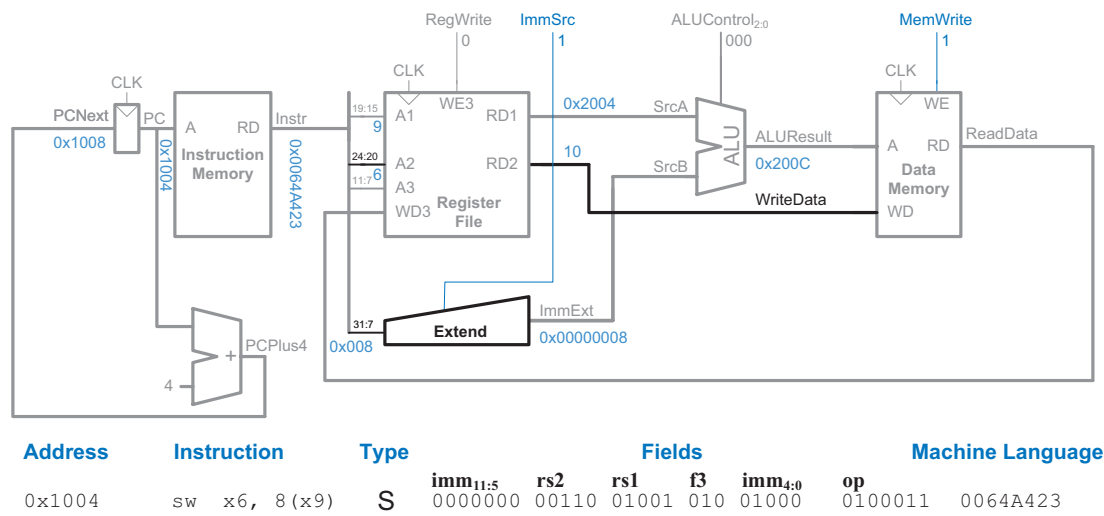 RegWrite ImmSrc ALUControl2:0 MemWrite
0 1 000 1
CLK CLK CLK
PCNext PC Instr 19:15 A1 WE3 RD1 0x2004 SrcA WE
0x1008 A RD 9 ALU ALUResult A RD ReadData
0x1004 Instruction Memory 0x0064A423 24:20 A2 RD2 10 0x200C Data Memory
6 SrcB
11:7 A3
WD3 Register File WriteData WD
31:7 Extend ImmExt
0x008 0x00000008
PCPlus4
+
4
Address Instruction Type Fields Machine Language
imm11:5 rs2 rs1 f3 imm4:0 op
0x1004 sw x6, 8(x9) S 0000000 00110 01001 010 01000 0100011 0064A423